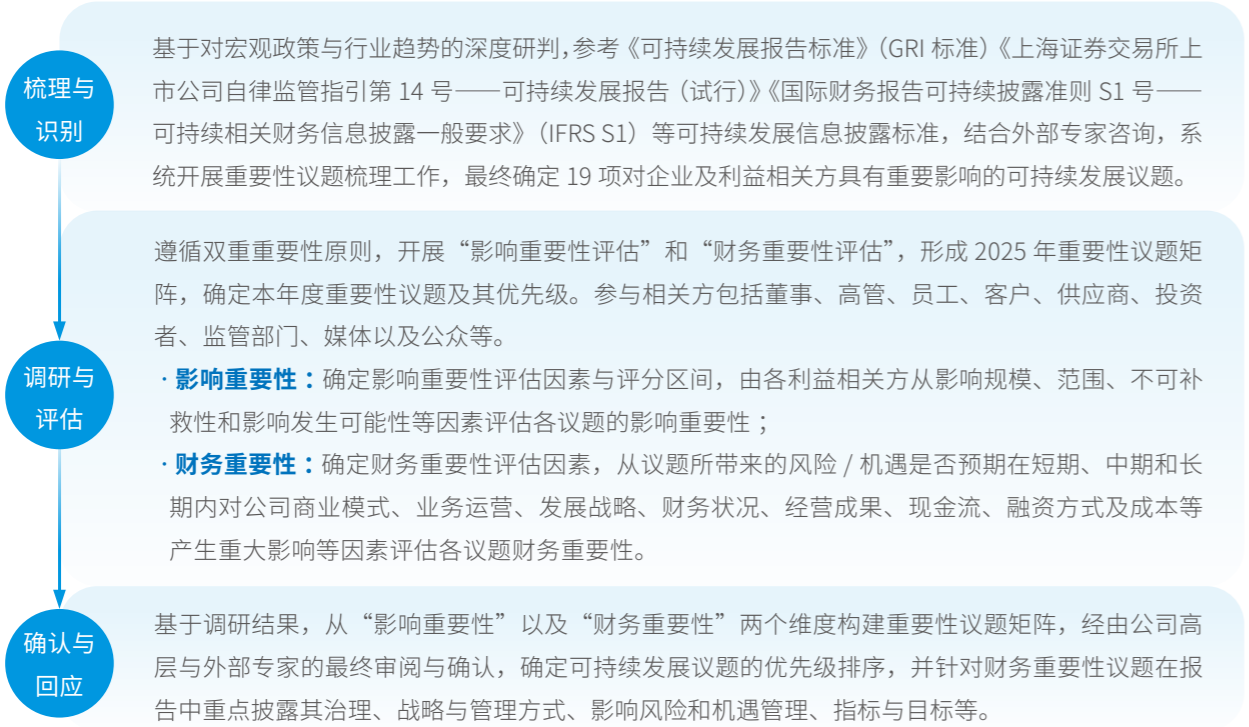 梳理与
识别
基于对宏观政策与行业趋势的深度研判，参考《可持续发展报告标准》（GRI 标准）《上海证券交易所上
市公司自律监管指引第 14 号——可持续发展报告（试行）》《国际财务报告可持续披露准则 S1 号——
可持续相关财务信息披露一般要求》（IFRS S1）等可持续发展信息披露标准，结合外部专家咨询，系
统开展重要性议题梳理工作，最终确定 19 项对企业及利益相关方具有重要影响的可持续发展议题。
调研与
评估
遵循双重重要性原则，开展“影响重要性评估”和“财务重要性评估”，形成 2025 年重要性议题矩
阵，确定本年度重要性议题及其优先级。参与相关方包括董事、高管、员工、客户、供应商、投资
者、监管部门、媒体以及公众等。
· 影响重要性：确定影响重要性评估因素与评分区间，由各利益相关方从影响规模、范围、不可补
救性和影响发生可能性等因素评估各议题的影响重要性；
· 财务重要性：确定财务重要性评估因素，从议题所带来的风险 / 机遇是否预期在短期、中期和长
期内对公司商业模式、业务运营、发展战略、财务状况、经营成果、现金流、融资方式及成本等
产生重大影响等因素评估各议题财务重要性。
确认与
回应
基于调研结果，从“影响重要性”以及“财务重要性”两个维度构建重要性议题矩阵，经由公司高
层与外部专家的最终审阅与确认，确定可持续发展议题的优先级排序，并针对财务重要性议题在报
告中重点披露其治理、战略与管理方式、影响风险和机遇管理、指标与目标等。